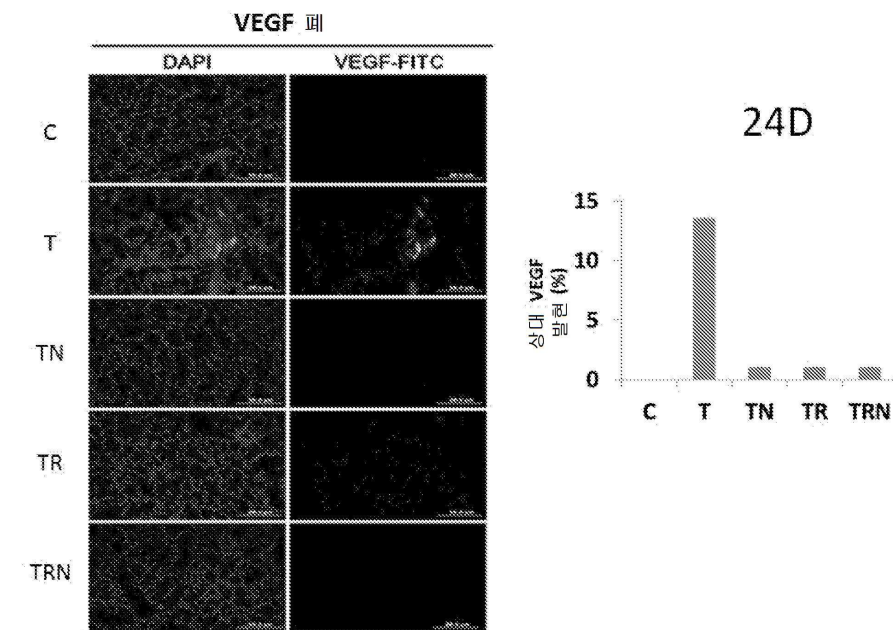 VEGF 폐
DAPI VEGF-FITC
C
T
TN
TR
TRN
24D
상대 VEGF
발현 (%)
15
10
5
0
C T TN TR TRN